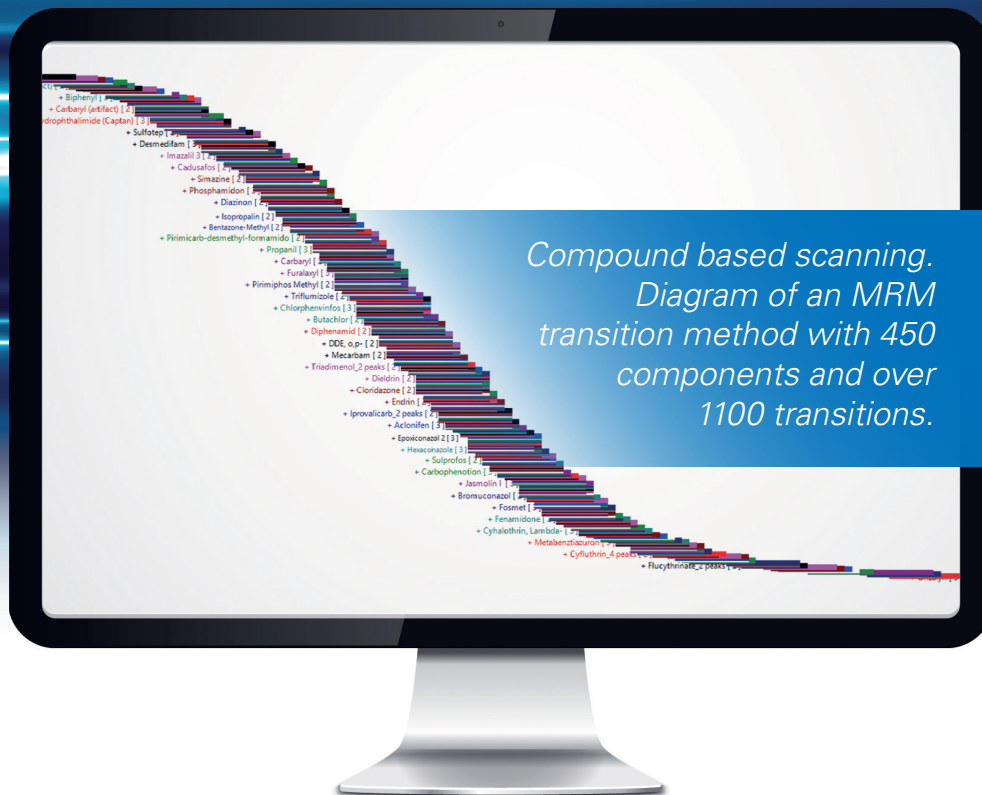 + Biphenyl [
+ Carbaryl (artifact) [ 2 ]
ydrophthalimide (Captan) [ 3 ]
+ Sulfotep [
+ Desmedifam [ 3
+ Imazalil 3 [ 2 ]
+ Cadusafos [ 2 ]
+ Simazine [ 2 ]
+ Phosphamidon [
+ Diazinon [ 2 ]
+ Isopropalin [ 2 ]
+ Bentazone-Methyl [ 2 ]
+ Pirimicarb-desmethyl-formamido [ 2 ]
+ Propanil [ 3 ]
+ Carbaryl [
+ Furalaxyl [ 3 ]
+ Pirimiphos Methyl [ 2 ]
+ Triflumizole [ 2
+ Chlorphenvinfos [ 3 ]
+ Butachlor [ 2 ]
+ Diphenamid [ 2 ]
+ DDE, o,p- [ 2 ]
+ Mecarbam [ 2 ]
+ Triadimenol_2 peaks [ 2 ]
+ Dieldrin [ 2 ]
+ Cloridazone [ 2 ]
+ Endrin [ 2
+ Iprovalicarb_2 peaks [ 2 ]
+ Aclonifen [ 3 ]
+ Epoxiconazol 2 [ 3 ]
+ Hexaconazole [ 3 ]
+ Sulprofos [ 2 ]
+ Carbophenotion [
+ Jasmolin I [
+ Bromuconazol [
+ Fosmet [
+ Fenamidone [
+ Cyhalothrin, Lambda- [
+ Metabenztiazuron [
+ Cyfluthrin_4 peaks [
+ Flucythrinate_2 peaks [
Compound based scanning.
Diagram of an MRM
transition method with 450
components and over
1100 transitions.